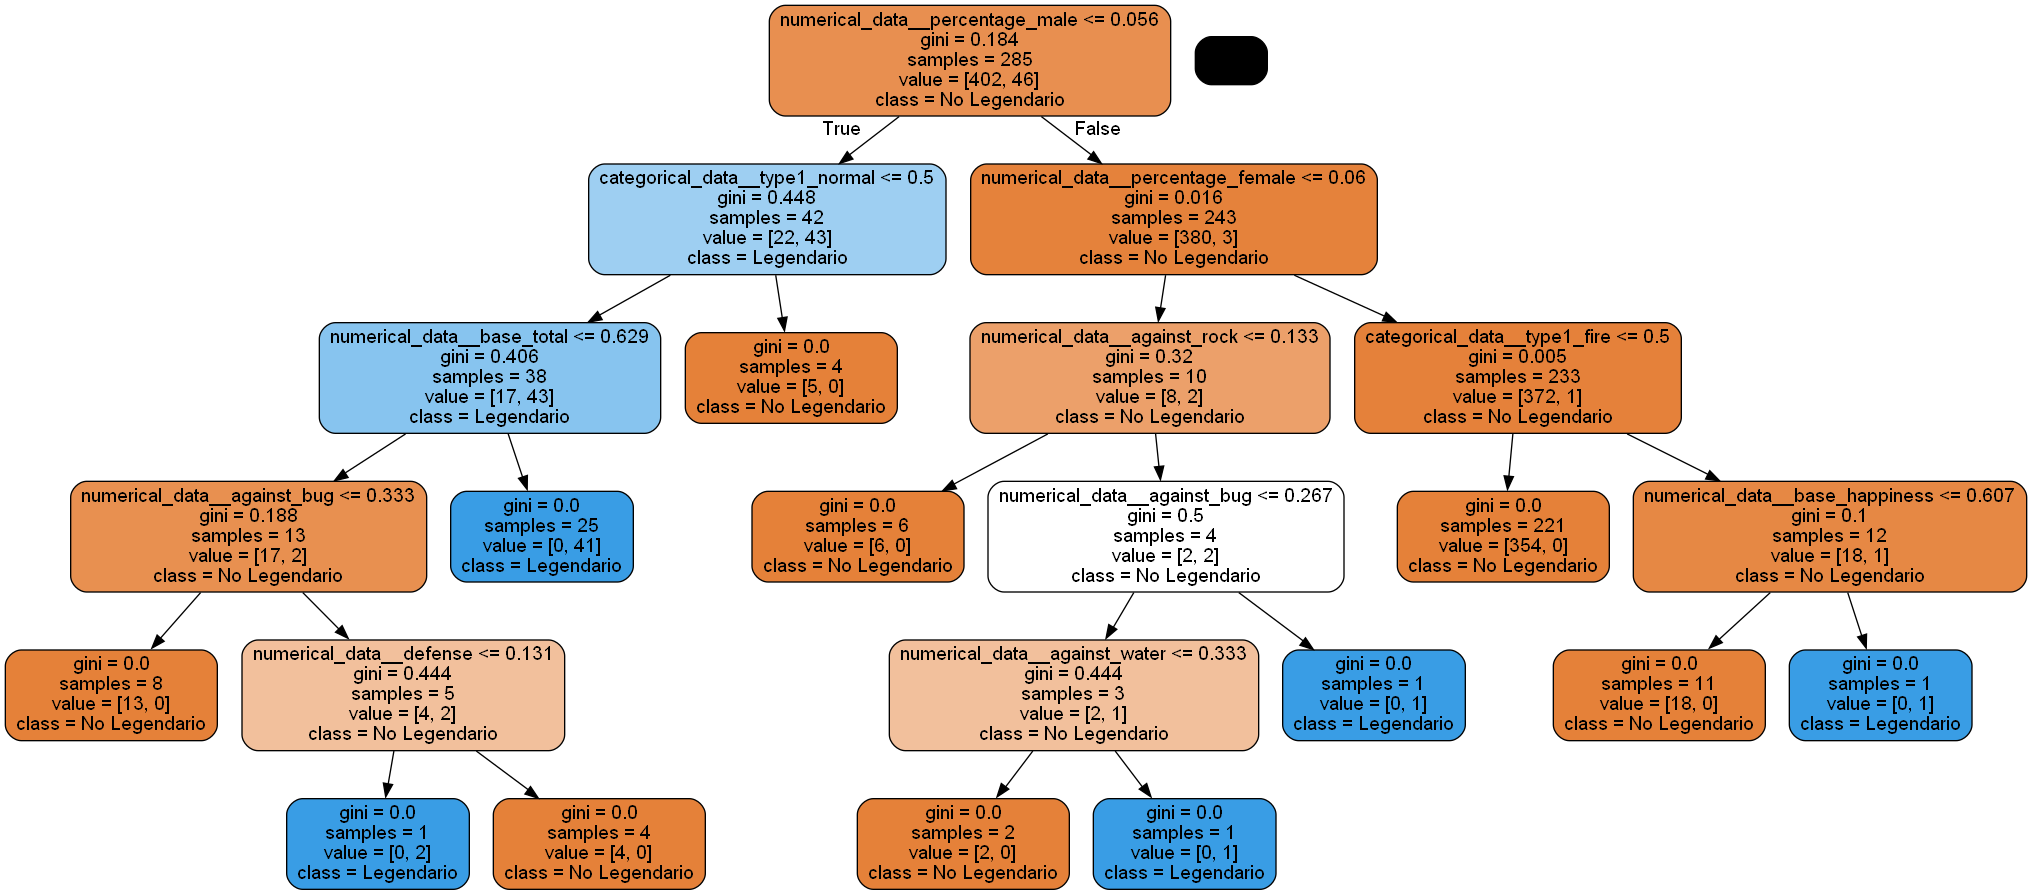 numerical_data__percentage_male <= 0.056
gini = 0.184
samples = 285
value = [402, 46]
class = No Legendario
True
False
categorical_data__type1_normal <= 0.5
gini = 0.448
samples = 42
value = [22, 43]
class = Legendario
numerical_data__percentage_female <= 0.06
gini = 0.016
samples = 243
value = [380, 3]
class = No Legendario
numerical_data__base_total <= 0.629
gini = 0.406
samples = 38
value = [17, 43]
class = Legendario
gini = 0.0
samples = 4
value = [5, 0]
class = No Legendario
numerical_data__against_rock <= 0.133
gini = 0.32
samples = 10
value = [8, 2]
class = No Legendario
categorical_data__type1_fire <= 0.5
gini = 0.005
samples = 233
value = [372, 1]
class = No Legendario
numerical_data__against_bug <= 0.333
gini = 0.188
samples = 13
value = [17, 2]
class = No Legendario
gini = 0.0
samples = 25
value = [0, 41]
class = Legendario
gini = 0.0
samples = 6
value = [6, 0]
class = No Legendario
numerical_data__against_bug <= 0.267
gini = 0.5
samples = 4
value = [2, 2]
class = No Legendario
gini = 0.0
samples = 221
value = [354, 0]
class = No Legendario
numerical_data__base_happiness <= 0.607
gini = 0.1
samples = 12
value = [18, 1]
class = No Legendario
gini = 0.0
samples = 8
value = [13, 0]
class = No Legendario
numerical_data__defense <= 0.131
gini = 0.444
samples = 5
value = [4, 2]
class = No Legendario
numerical_data__against_water <= 0.333
gini = 0.444
samples = 3
value = [2, 1]
class = No Legendario
gini = 0.0
samples = 1
value = [0, 1]
class = Legendario
gini = 0.0
samples = 11
value = [18, 0]
class = No Legendario
gini = 0.0
samples = 1
value = [0, 1]
class = Legendario
gini = 0.0
samples = 1
value = [0, 2]
class = Legendario
gini = 0.0
samples = 4
value = [4, 0]
class = No Legendario
gini = 0.0
samples = 2
value = [2, 0]
class = No Legendario
gini = 0.0
samples = 1
value = [0, 1]
class = Legendario